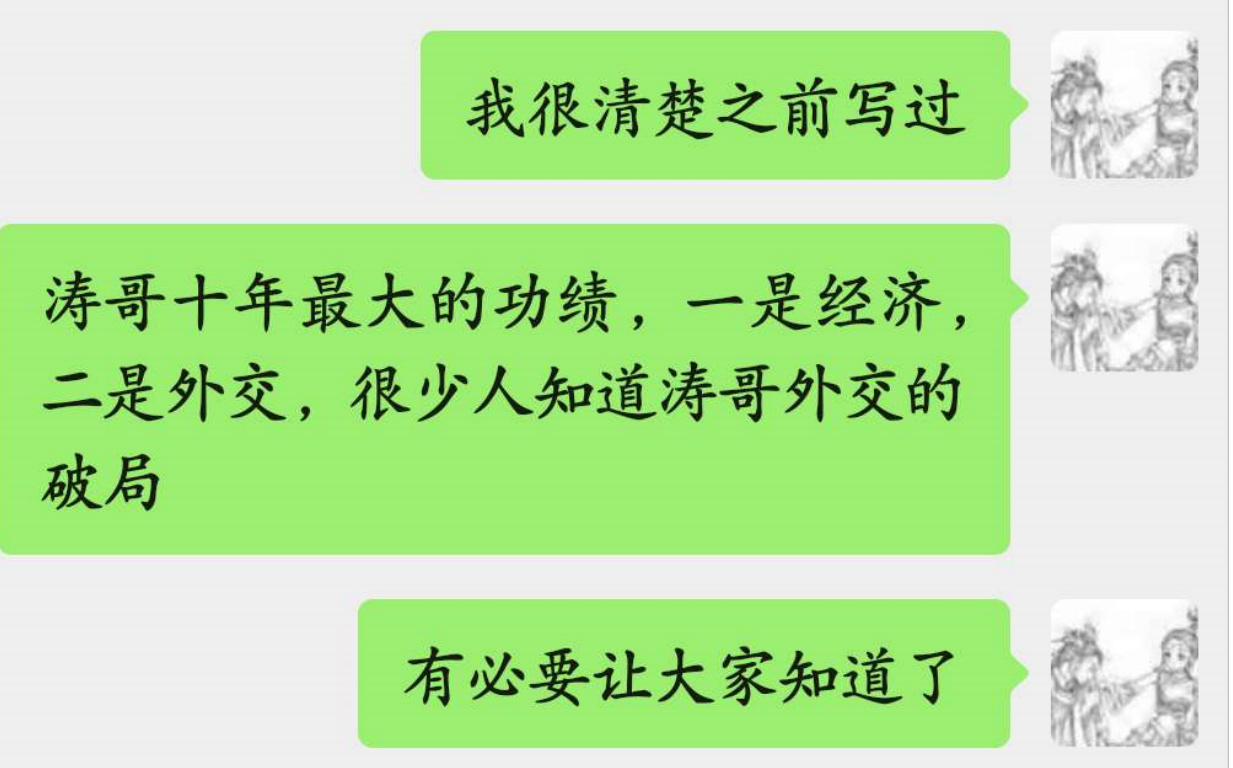 我很清楚之前写过
涛哥十年最大的功绩，一是经济，
二是外交，很少人知道涛哥外交的
破局
有必要让大家知道了